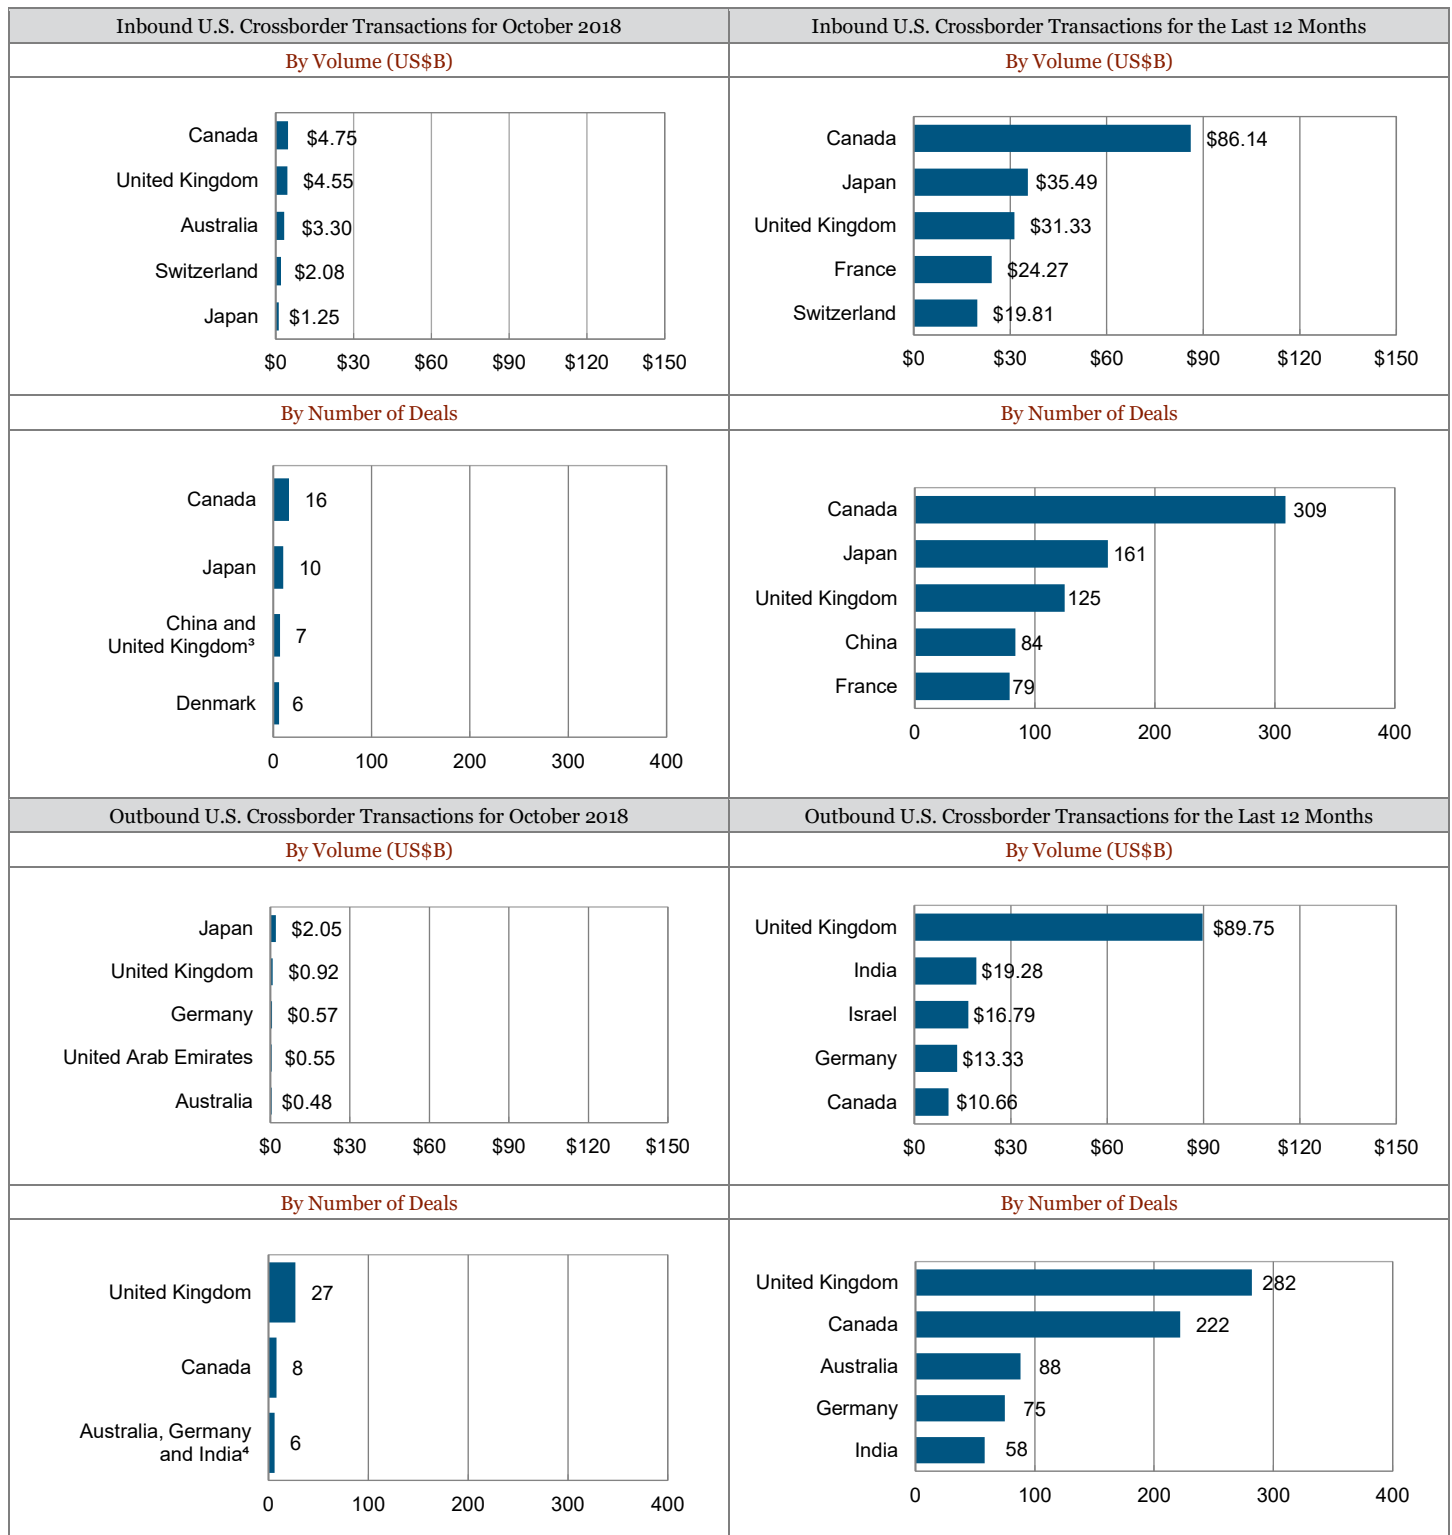 Inbound U.S. Crossborder Transactions for October 2018
By Volume (US$B)
Canada $4.75
United Kingdom $4.55
Australia $3.30
Switzerland $2.08
Japan $1.25
$0 $30 $60 $90 $120 $150
Inbound U.S. Crossborder Transactions for the Last 12 Months
By Volume (US$B)
Canada $86.14
Japan $35.49
United Kingdom $31.33
France $24.27
Switzerland $19.81
$0 $30 $60 $90 $120 $150
By Number of Deals
Canada 16
Japan 10
China and
United Kingdom³ 7
Denmark 6
0 100 200 300 400
By Number of Deals
Canada 309
Japan 161
United Kingdom 125
China 84
France 79
0 100 200 300 400
Outbound U.S. Crossborder Transactions for October 2018
By Volume (US$B)
Japan $2.05
United Kingdom $0.92
Germany $0.57
United Arab Emirates $0.55
Australia $0.48
$0 $30 $60 $90 $120 $150
Outbound U.S. Crossborder Transactions for the Last 12 Months
By Volume (US$B)
United Kingdom $89.75
India $19.28
Israel $16.79
Germany $13.33
Canada $10.66
$0 $30 $60 $90 $120 $150
By Number of Deals
United Kingdom 27
Canada 8
Australia, Germany
and India⁴ 6
0 100 200 300 400
By Number of Deals
United Kingdom 282
Canada 222
Australia 88
Germany 75
India 58
0 100 200 300 400